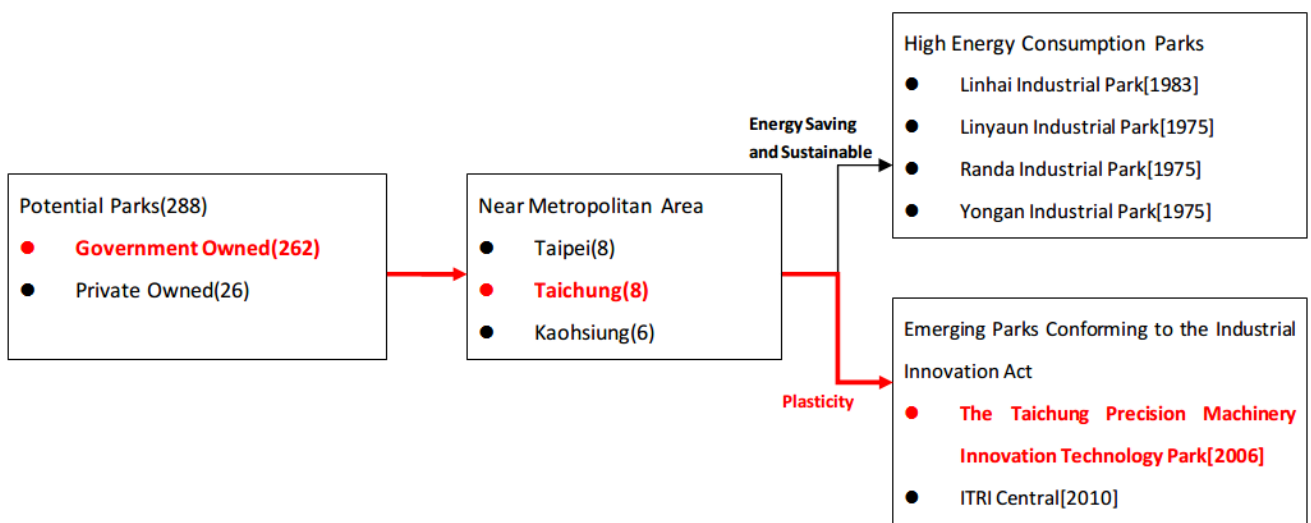 Potential Parks(288)
● Government Owned(262)
● Private Owned(26)
Near Metropolitan Area
● Taipei(8)
● Taichung(8)
● Kaohsiung(6)
Energy Saving
and Sustainable
High Energy Consumption Parks
● Linhai Industrial Park[1983]
● Linyaun Industrial Park[1975]
● Randa Industrial Park[1975]
● Yongan Industrial Park[1975]
Plasticity
Emerging Parks Conforming to the Industrial
Innovation Act
● The Taichung Precision Machinery
Innovation Technology Park[2006]
● ITRI Central[2010]